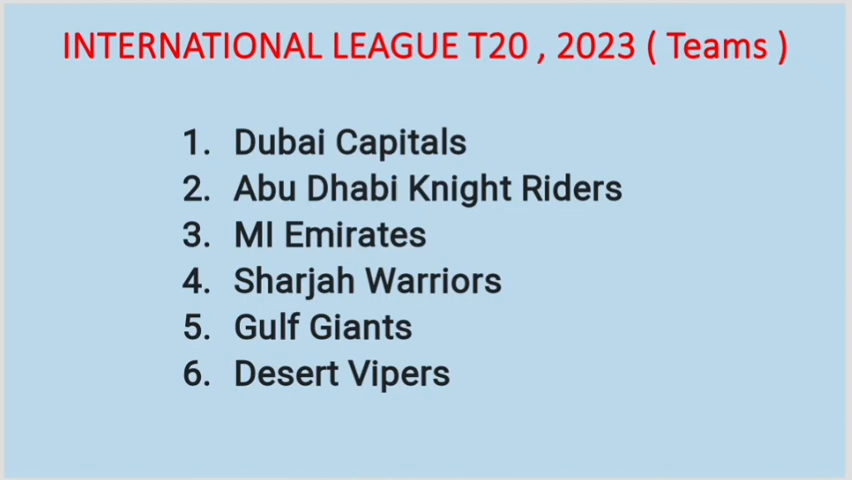 INTERNATIONAL LEAGUE T20 , 2023 ( Teams )
1. Dubai Capitals
2. Abu Dhabi Knight Riders
3. MI Emirates
4. Sharjah Warriors
5. Gulf Giants
6. Desert Vipers